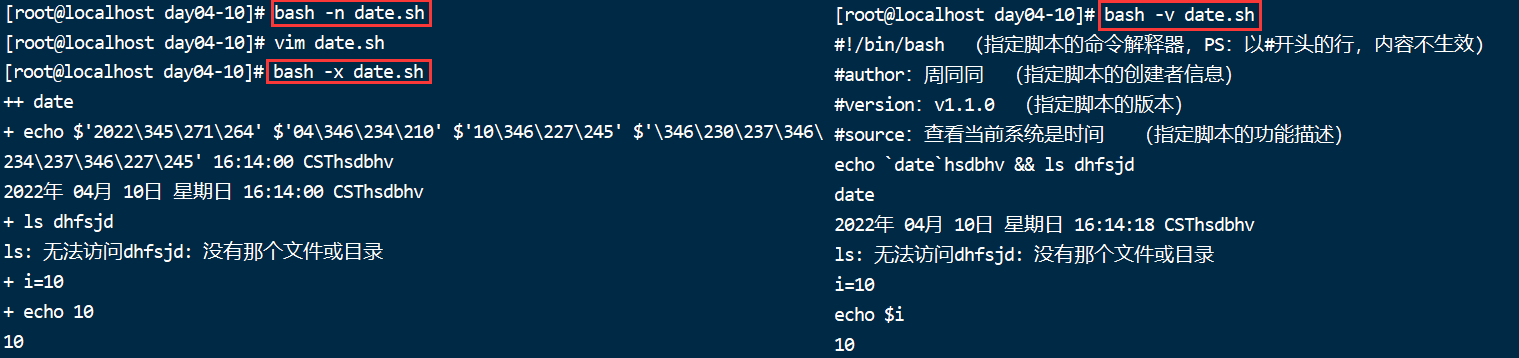 [root@localhost day04-10]# bash -n date.sh
[root@localhost day04-10]# vim date.sh
[root@localhost day04-10]# bash -x date.sh
++ date
+ echo $'2022\345\271\264' $'04\346\234\210' $'10\346\227\245' $'\346\230\237\346\
234\237\346\227\245' 16:14:00 CSThsdbhv
2022年 04月 10日 星期日 16:14:00 CSThsdbhv
+ ls dhfsjd
ls: 无法访问dhfsjd: 没有那个文件或目录
+ i=10
+ echo 10
10
[root@localhost day04-10]# bash -v date.sh
#!/bin/bash （指定脚本的命令解释器，PS：以#开头的行，内容不生效）
#author：周同同 （指定脚本的创建者信息）
#version：v1.1.0 （指定脚本的版本）
#source：查看当前系统是时间 （指定脚本的功能描述）
echo `date`hsdbhv && ls dhfsjd
date
2022年 04月 10日 星期日 16:14:18 CSThsdbhv
ls: 无法访问dhfsjd: 没有那个文件或目录
i=10
echo $i
10